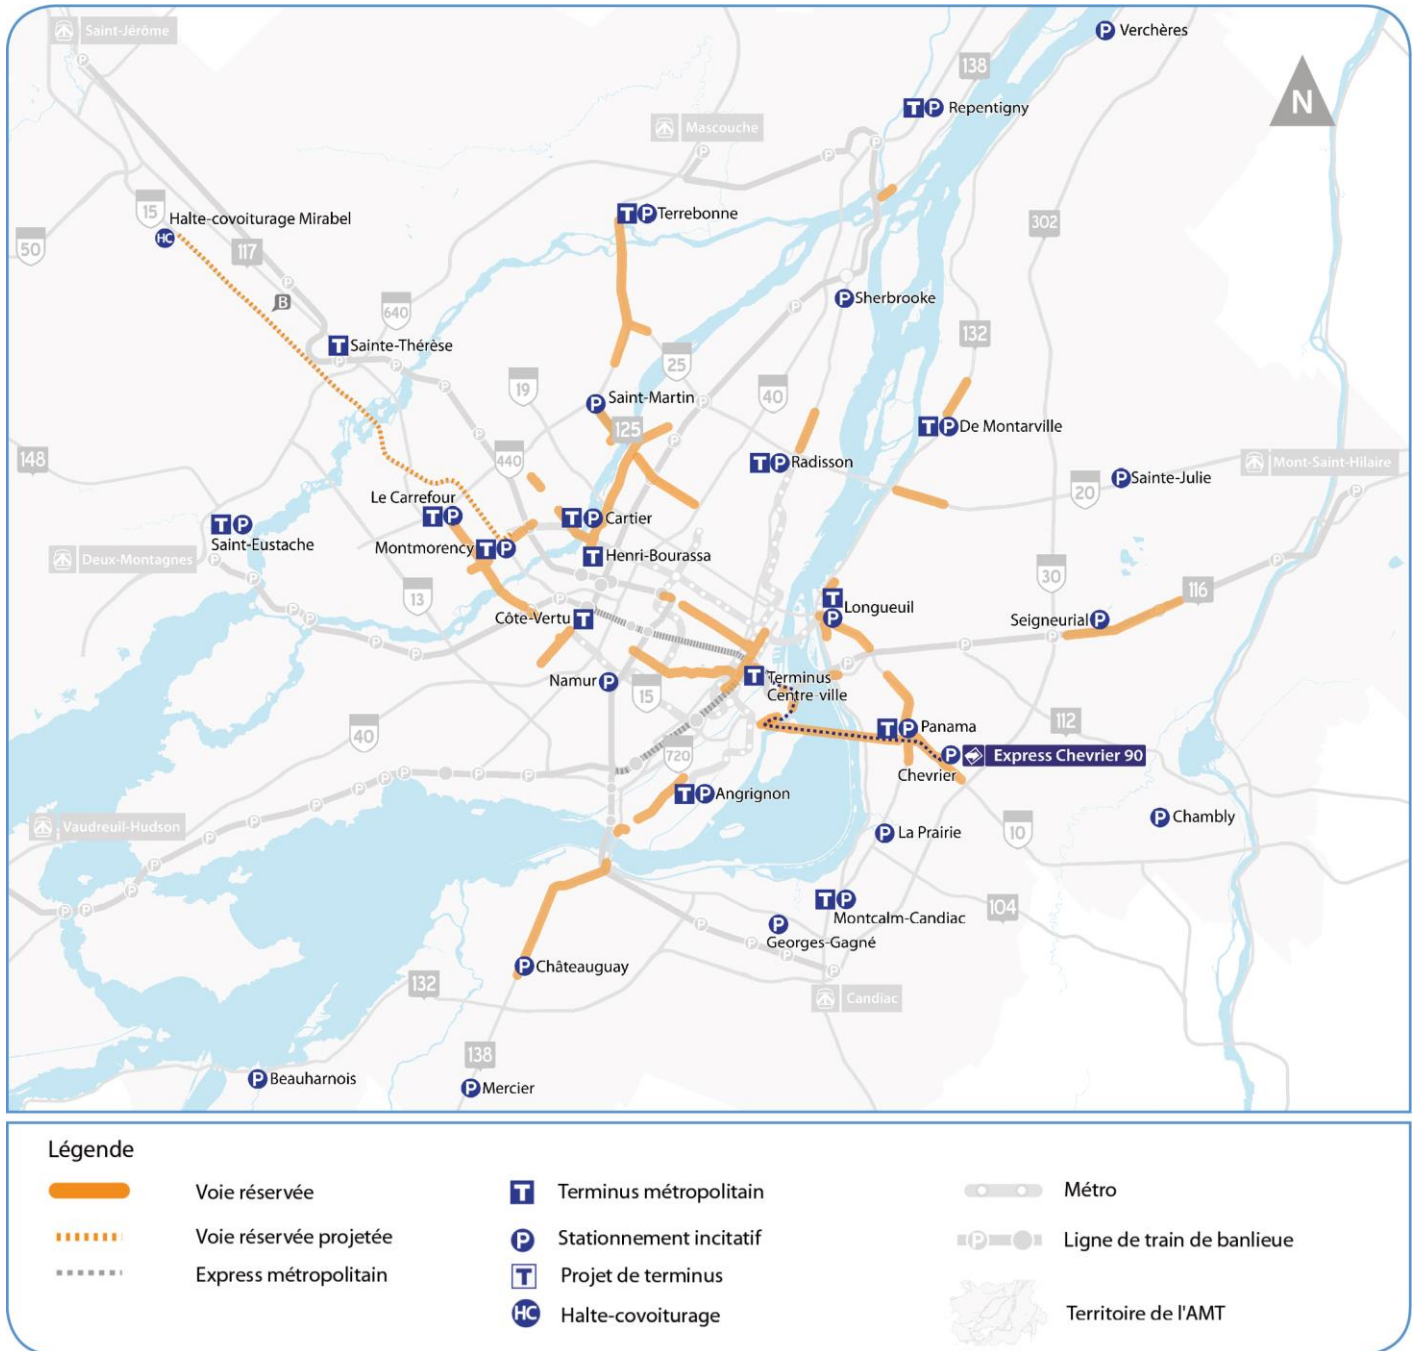 Saint-Jérôme
P
Verchères
138
N
T P Repentigny
Mascouche
15
Halte-covoiturage Mirabel
HC
T P Terrebonne
50
117
302
B
P Sherbrooke
640
132
T Sainte-Thérèse
25
19
40
P Saint-Martin
125
T P De Montarville
148
440
T P Radisson
Mont-Saint-Hilaire
P Sainte-Julie
20
Le Carrefour
T P
T P Cartier
T P
Saint-Eustache
Montmorency T P
T Henri-Bourassa
Deux-Montagnes
13
30
116
T
P
Longueuil
Côte-Vertu T
Seigneurial P
Namur P
T Terminus
Centre-ville
15
40
112
T P Panama
720
P Express Chevrier 90
Chevrier
T P Angrignon
Vaudreuil-Hudson
10
P Chambly
P La Prairie
T P
Montcalm-Candiac
104
P
Georges-Gagné
P Châteauguay
132
Candiac
138
P Beauharnois
P Mercier
Légende
Voie réservée
T Terminus métropolitain
Métro
Voie réservée projetée
P Stationnement incitatif
P Ligne de train de banlieue
Express métropolitain
T Projet de terminus
HC Halte-covoiturage
Territoire de l'AMT